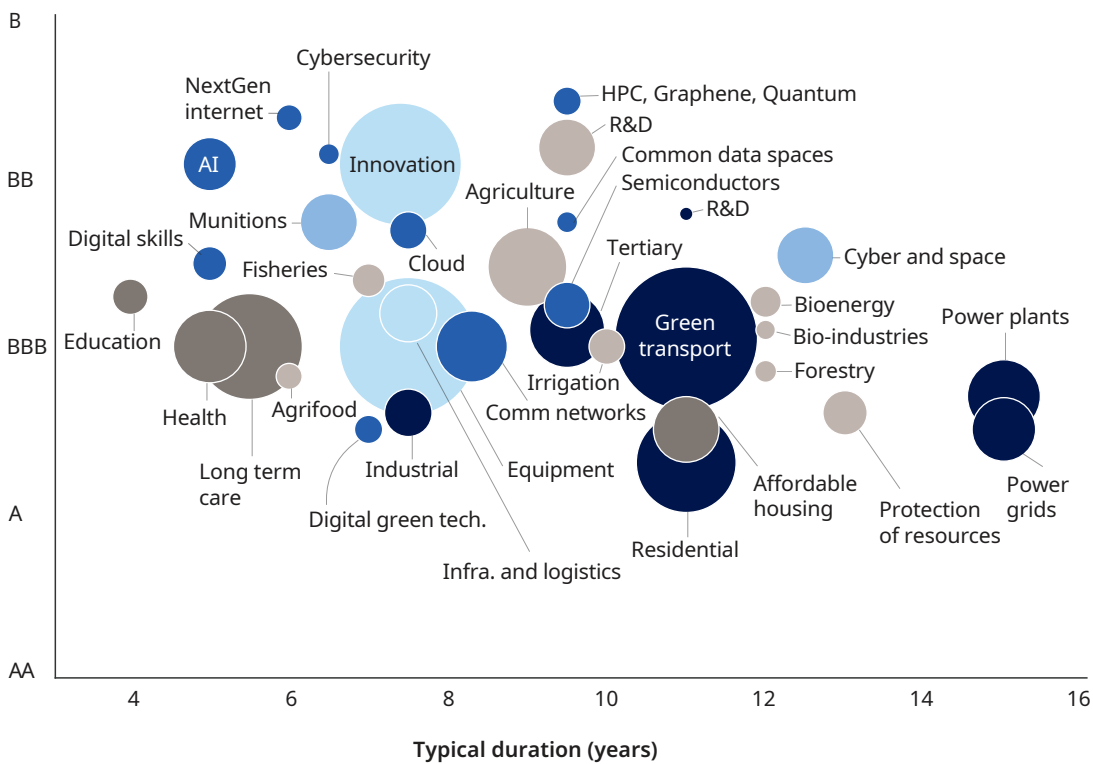 B
Cybersecurity
NextGen
internet
HPC, Graphene, Quantum
R&D
Common data spaces
AI
Innovation
BB
Semiconductors
Agriculture
R&D
Munitions
Digital skills
Tertiary
Cloud
Cyber and space
Fisheries
Bioenergy
Power plants
Green
transport
Education
BBB
Bio-industries
Forestry
Irrigation
Health
Agrifood
Comm networks
Long term
care
Industrial
Equipment
Affordable
housing
Power
grids
A
Digital green tech.
Protection
of resources
Residential
Infra. and logistics
AA
4
6
8
10
12
14
16
Typical duration (years)